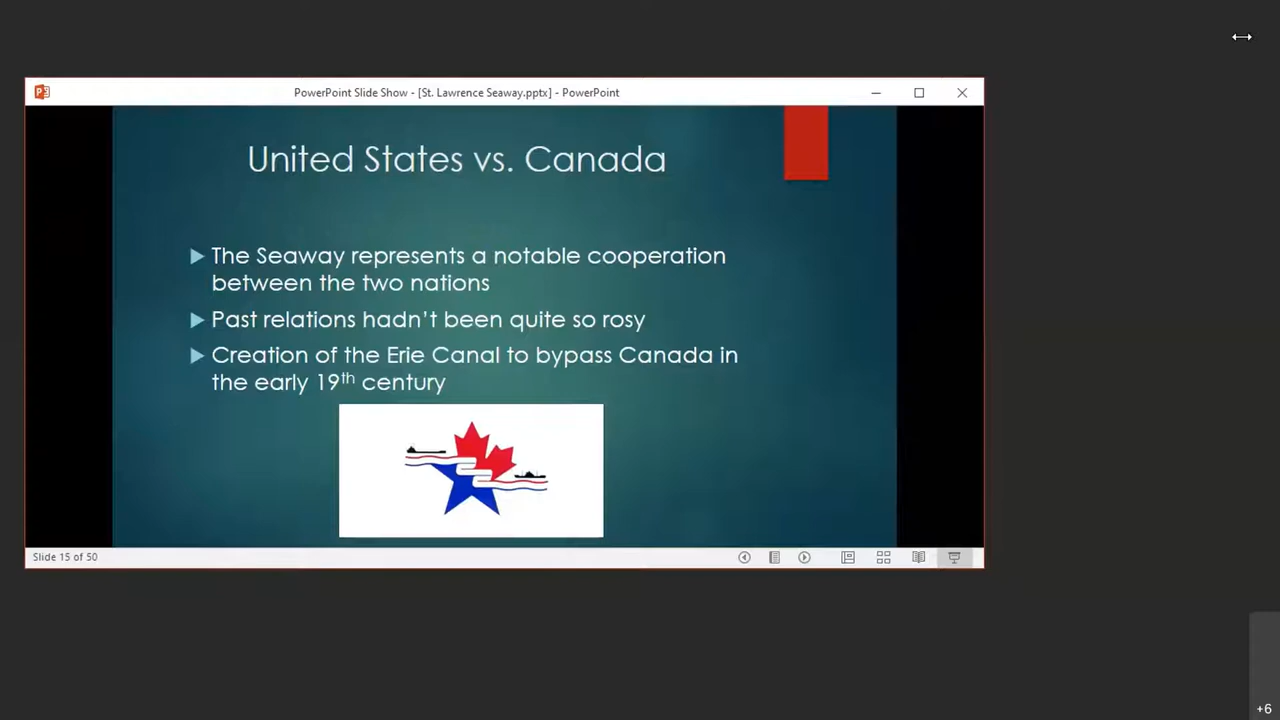 PowerPoint Slide Show - [St. Lawrence Seaway.pptx] - PowerPoint
United States vs. Canada
The Seaway represents a notable cooperation
between the two nations
Past relations hadn't been quite so rosy
Creation of the Erie Canal to bypass Canada in
the early 19th century
Slide 15 of 50
+6